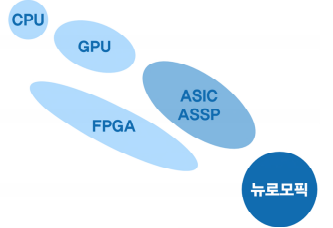 CPU
GPU
ASIC
ASSP
FPGA
뉴로모픽